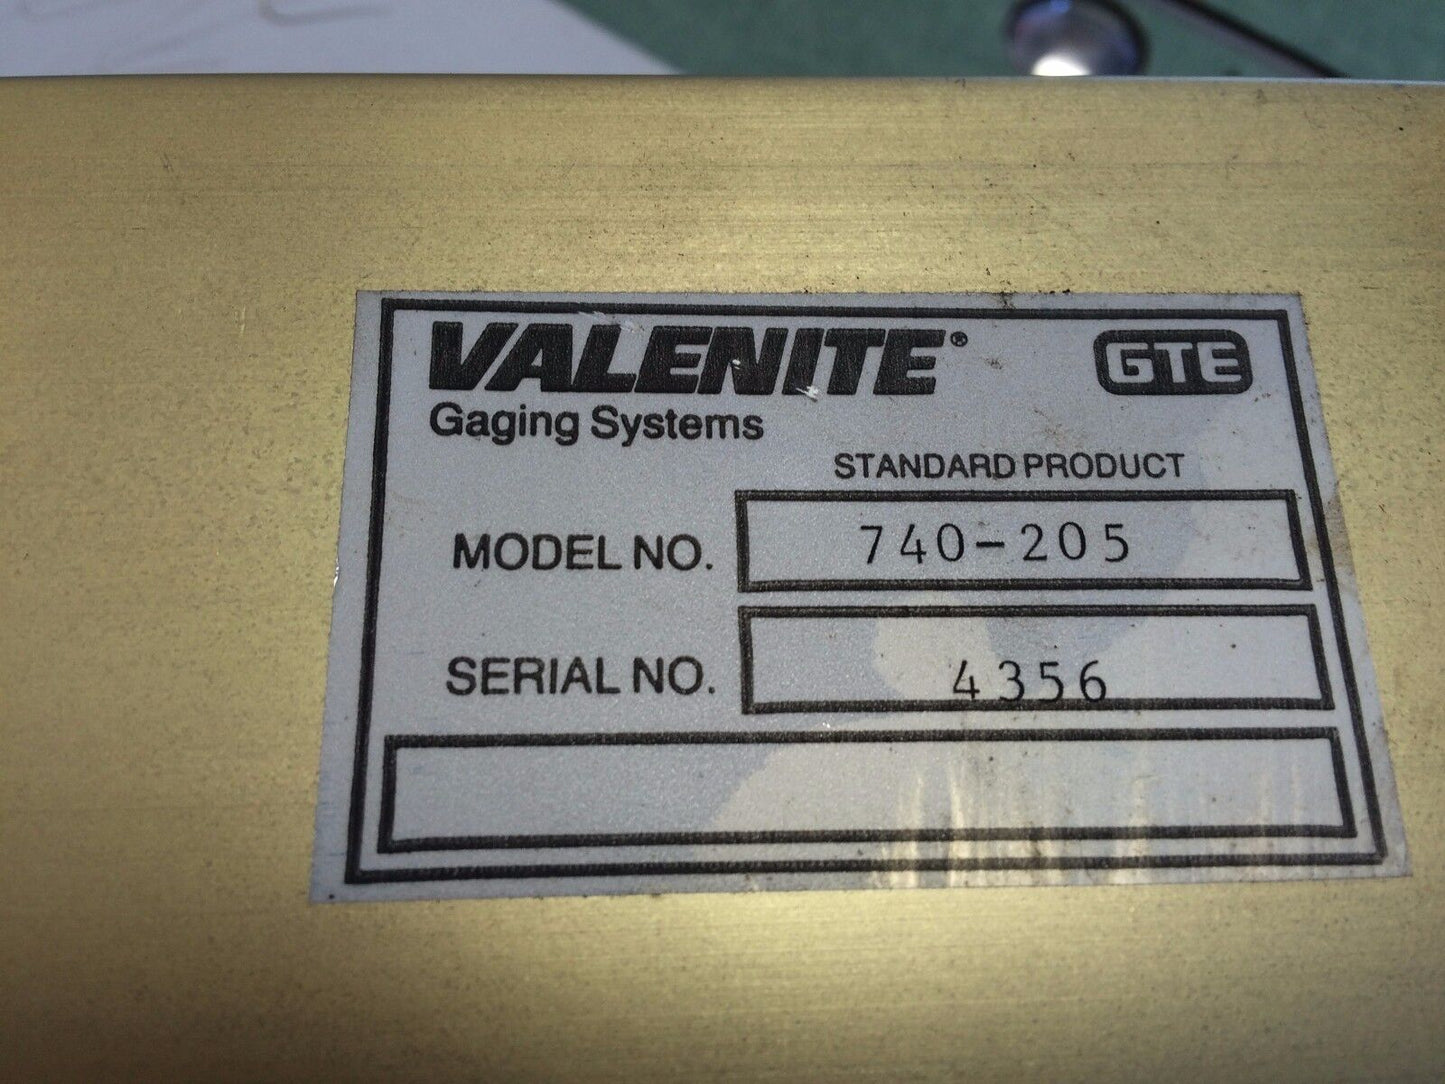 VALENITE® GTE
Gaging Systems
STANDARD PRODUCT
MODEL NO. 740-205
SERIAL NO. 4356